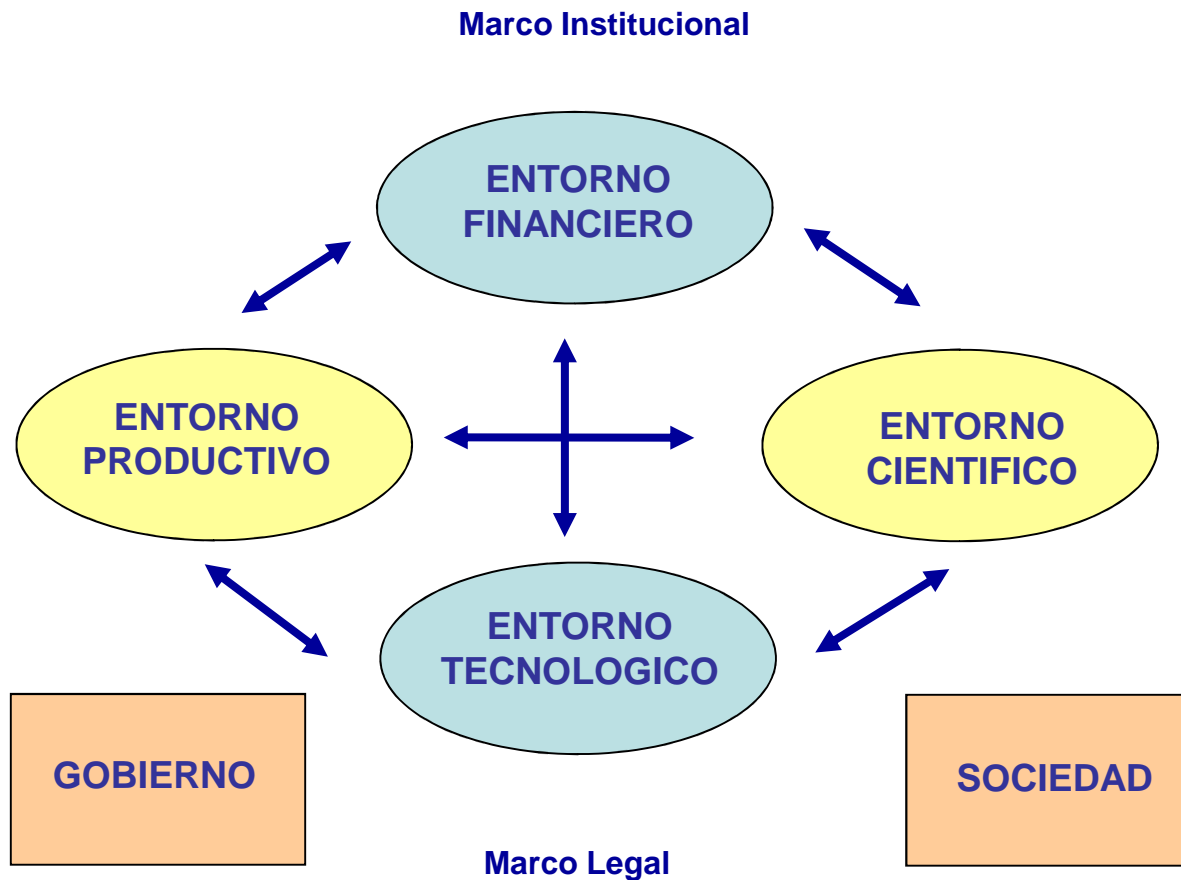 Marco Institucional
ENTORNO
FINANCIERO
ENTORNO
PRODUCTIVO
ENTORNO
CIENTIFICO
ENTORNO
TECNOLOGICO
GOBIERNO
SOCIEDAD
Marco Legal